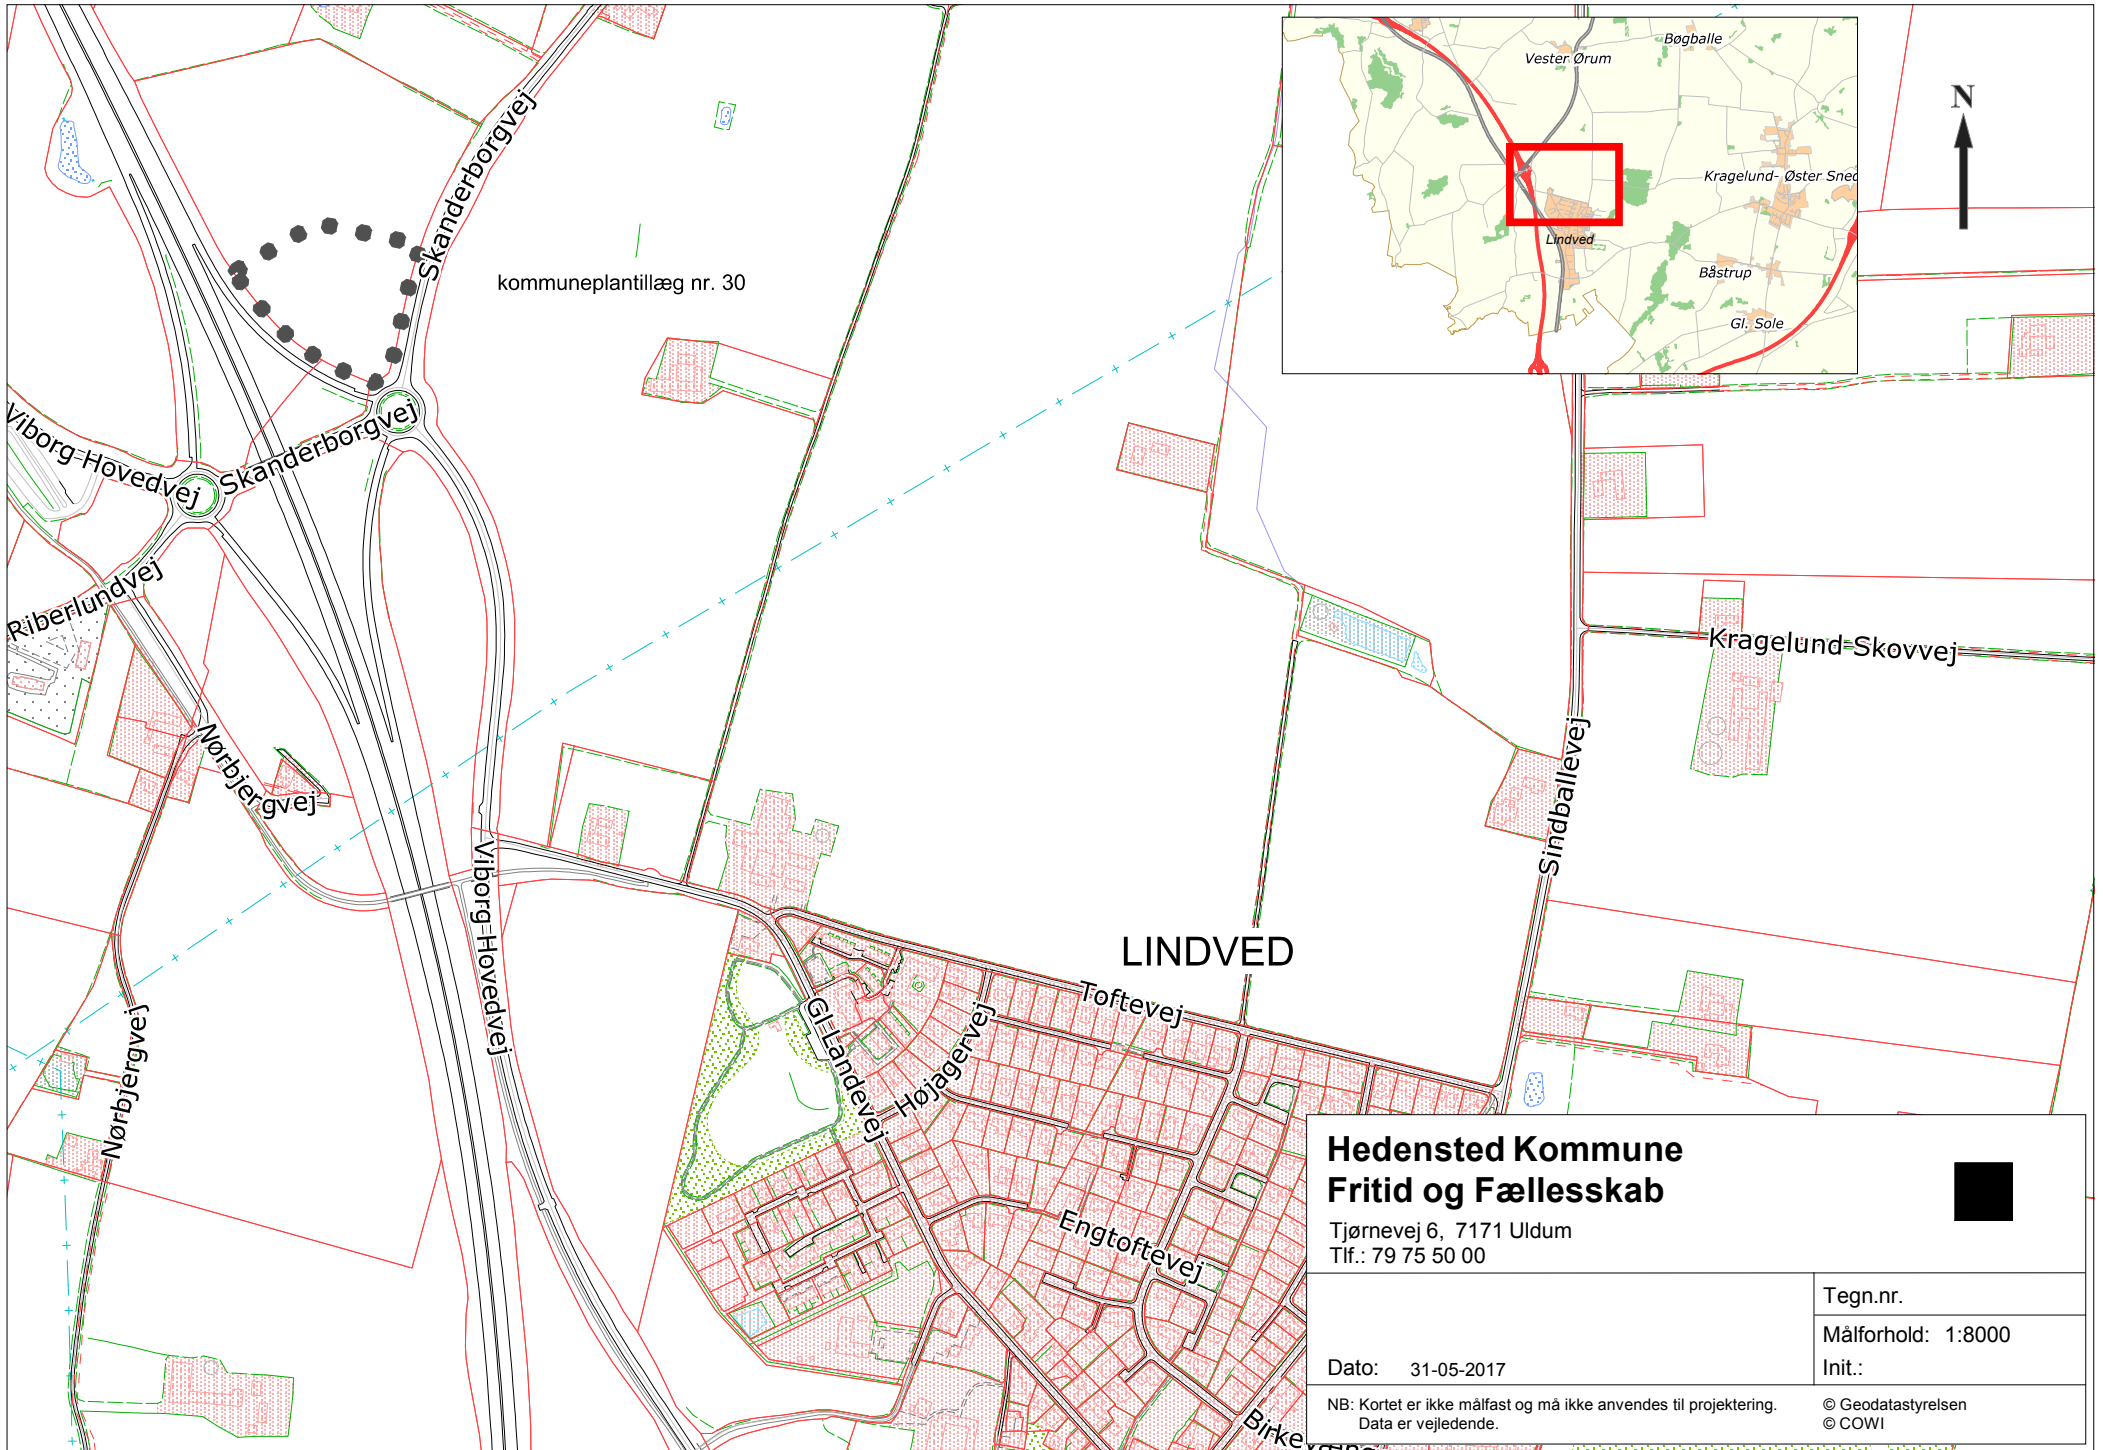 Vester Ørum
Bøgballe
Kragelund- Øster Sned
Lindved
Båstrup
Gl. Sole
N
Skanderborgvej
kommuneplantillæg nr. 30
Viborg Hovedvej
Skanderborgvej
Riberlundvej
Nørbjergvej
Viborg Hovedvej
Nørbjergvej
Kragelund Skovvej
Sindballevej
LINDVED
Toftevej
Gl Landevej
Højagervej
Engtoftevej
Hedensted Kommune
Fritid og Fællesskab
Tjørnevej 6, 7171 Uldum
Tlf.: 79 75 50 00
Tegn.nr.
Målforhold: 1:8000
Dato: 31-05-2017
Init.:
NB: Kortet er ikke målfast og må ikke anvendes til projektering.
Data er vejledende.
© Geodatastyrelsen
© COWI